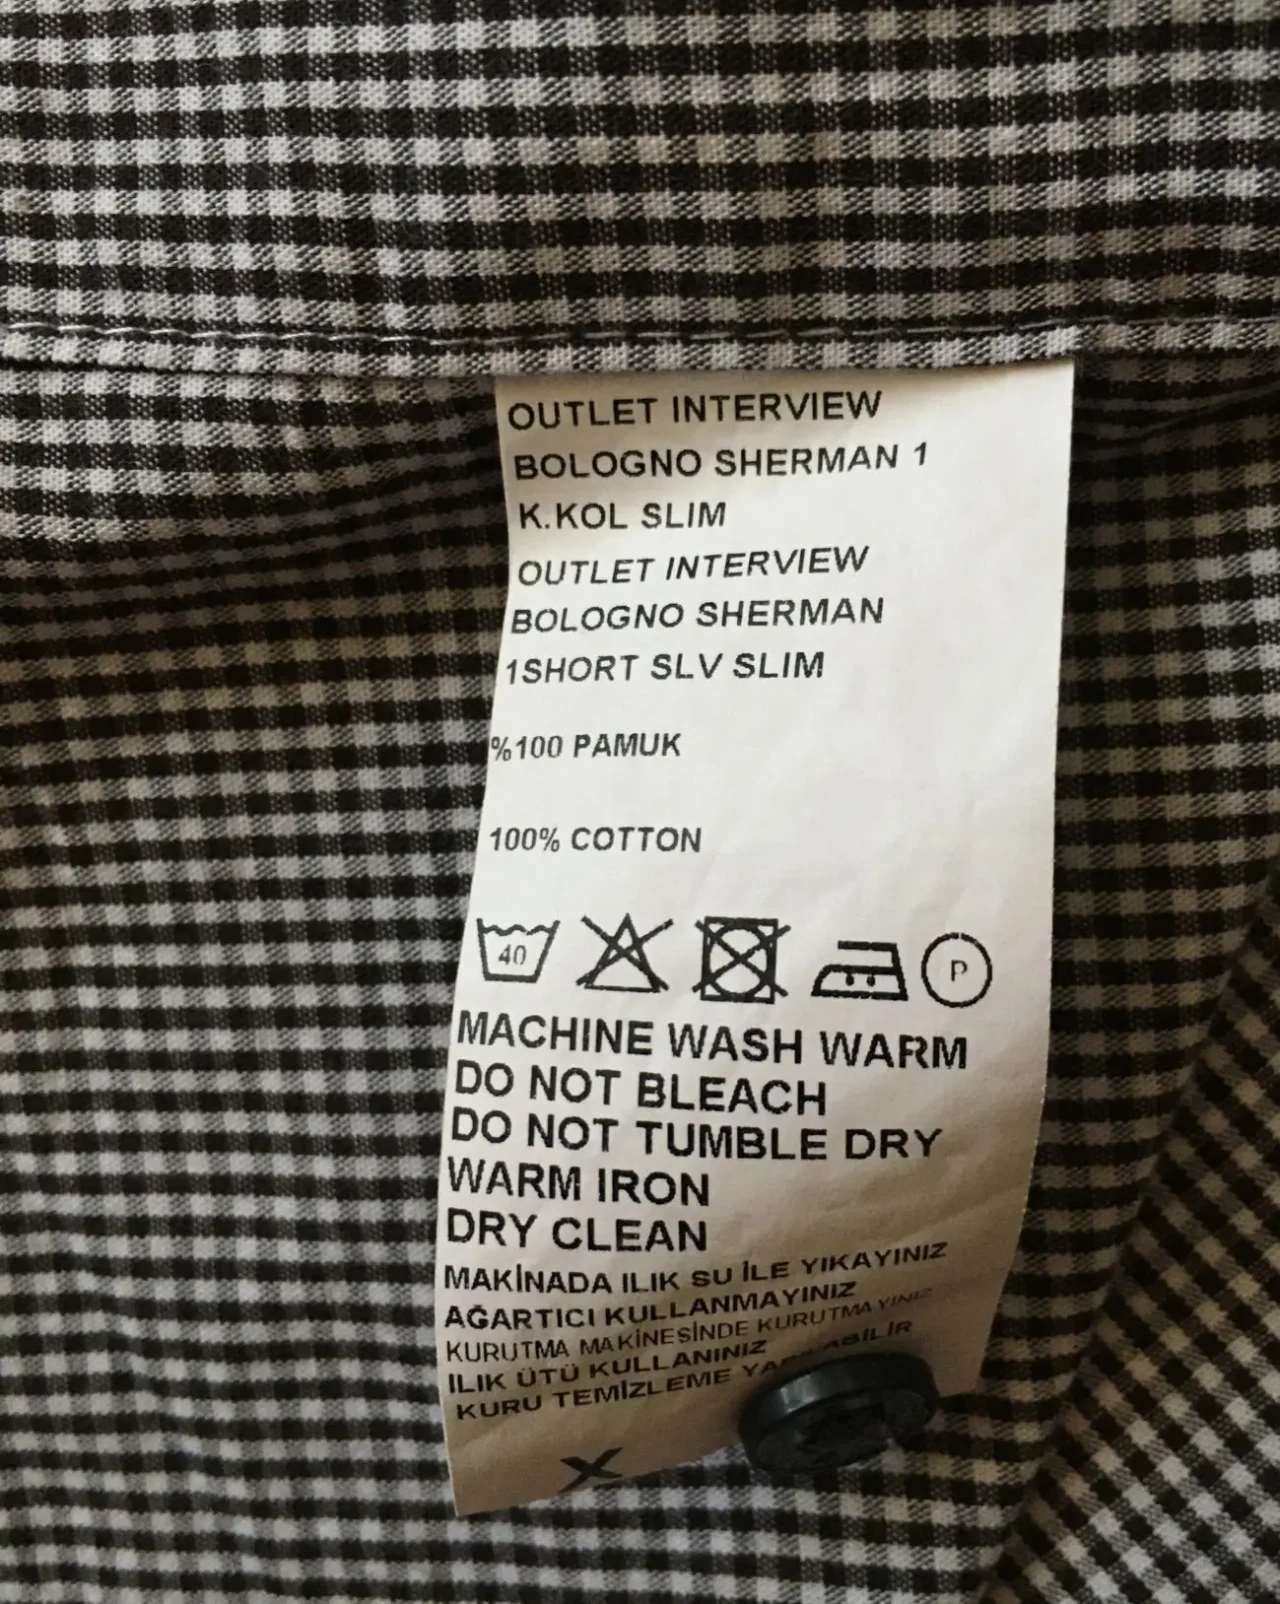 OUTLET INTERVIEW
BOLOGNO SHERMAN 1
K.KOL SLIM
OUTLET INTERVIEW
BOLOGNO SHERMAN
1SHORT SLV SLIM
%100 PAMUK
100% COTTON
40 P
MACHINE WASH WARM
DO NOT BLEACH
DO NOT TUMBLE DRY
WARM IRON
DRY CLEAN
MAKİNADA ILIK SU İLE YIKAYINIZ
AĞARTICI KULLANMAYINIZ
KURUTMA MAKİNESİNDE KURUTMAYINIZ
ILIK ÜTÜ KULLANINIZ
KURU TEMİZLEME
X